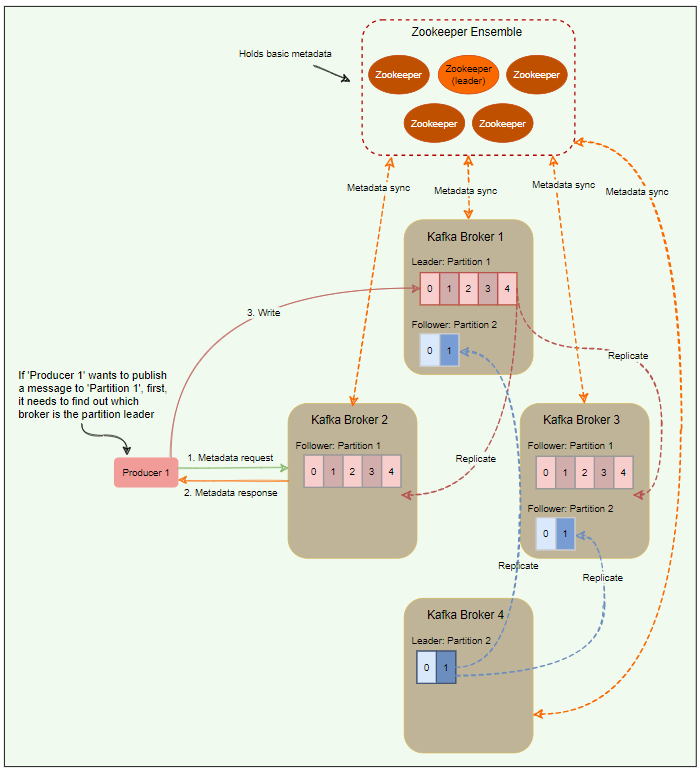 Zookeeper Ensemble
Holds basic metadata
Zookeeper
Zookeeper
(leader)
Zookeeper
Zookeeper
Zookeeper
Metadata sync
Metadata sync
Metadata sync
Metadata sync
Kafka Broker 1
Leader: Partition 1
0 1 2 3 4
3. Write
Follower: Partition 2
0 1
Replicate
If 'Producer 1' wants to publish
a message to 'Partition 1', first,
it needs to find out which
broker is the partition leader
Kafka Broker 2
Follower: Partition 1
0 1 2 3 4
Kafka Broker 3
Follower: Partition 1
0 1 2 3 4
Replicate
1. Metadata request
Producer 1
2. Metadata response
Follower: Partition 2
0 1
Replicate
Replicate
Kafka Broker 4
Leader: Partition 2
0 1